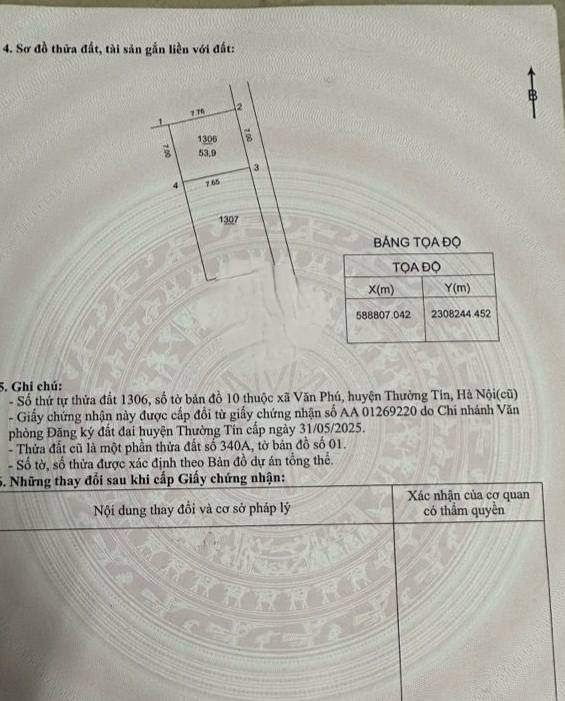 4. Sơ đồ thửa đất, tài sản gắn liền với đất:
B
1
7.76
2
7.00
1306
53,9
7.00
3
4
7.65
1307
BẢNG TỌA ĐỘ
TỌA ĐỘ
X(m) Y(m)
588807.042 2308244.452
5. Ghi chú:
- Số thứ tự thửa đất 1306, số tờ bản đồ 10 thuộc xã Văn Phú, huyện Thường Tín, Hà Nội(cũ)
- Giấy chứng nhận này được cấp đổi từ giấy chứng nhận số AA 01269220 do Chi nhánh Văn
phòng Đăng ký đất đai huyện Thường Tín cấp ngày 31/05/2025.
- Thửa đất cũ là một phần thửa đất số 340A, tờ bản đồ số 01.
- Số tờ, số thửa được xác định theo Bản đồ dự án tổng thể.
6. Những thay đổi sau khi cấp Giấy chứng nhận:
Nội dung thay đổi và cơ sở pháp lý
Xác nhận của cơ quan
có thẩm quyền